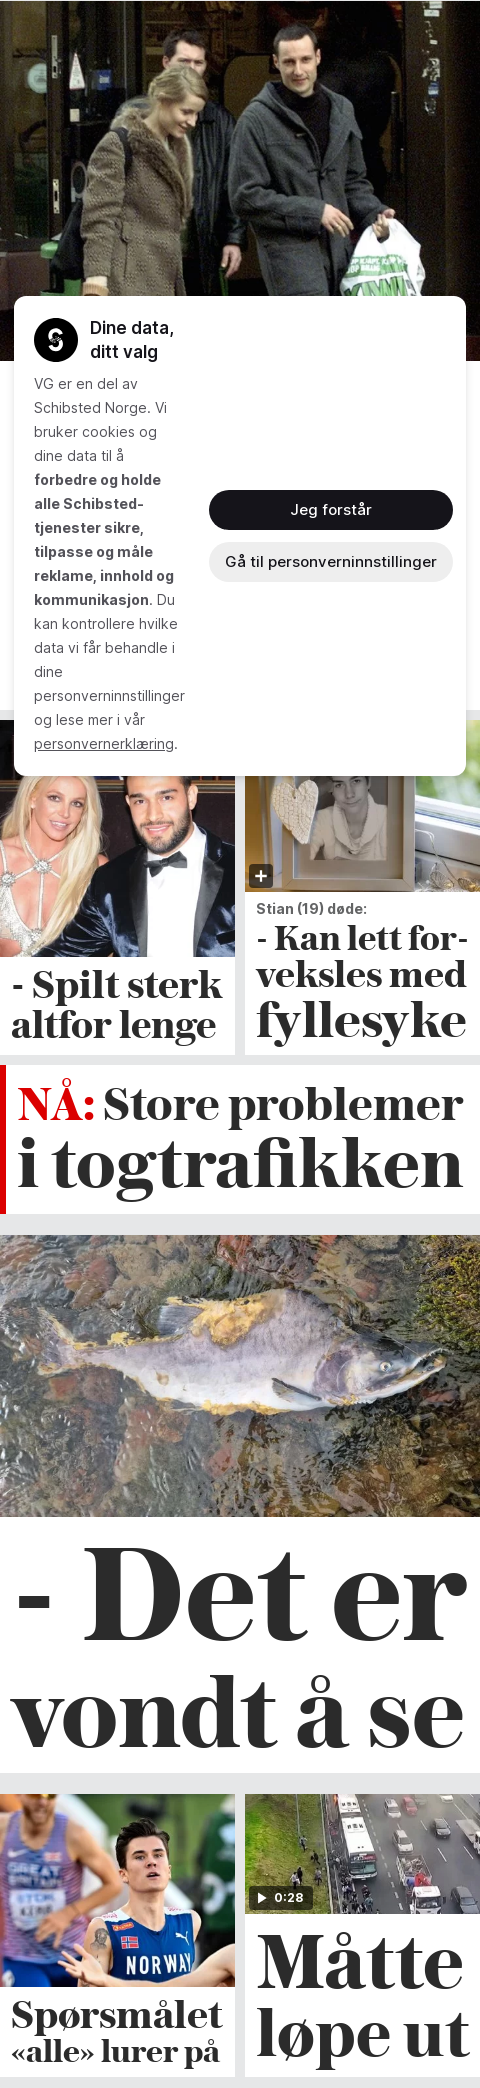 Dine data,
ditt valg
VG er en del av
Schibsted Norge. Vi
bruker cookies og
dine data til å
forbedre og holde
alle Schibsted-
tjenester sikre,
tilpasse og måle
reklame, innhold og
kommunikasjon. Du
kan kontrollere hvilke
data vi får behandle i
dine
personverninnstillinger
og lese mer i vår
personvernerklæring.
Jeg forstår
Gå til personverninnstillinger
- Spilt sterk
altfor lenge
Stian (19) døde:
- Kan lett for-
veksles med
fyllesyke
NÅ: Store problemer
i togtrafikken
- Det er
vondt å se
NORWAY
Spørsmålet
«alle» lurer på
0:28
Måtte
løpe ut